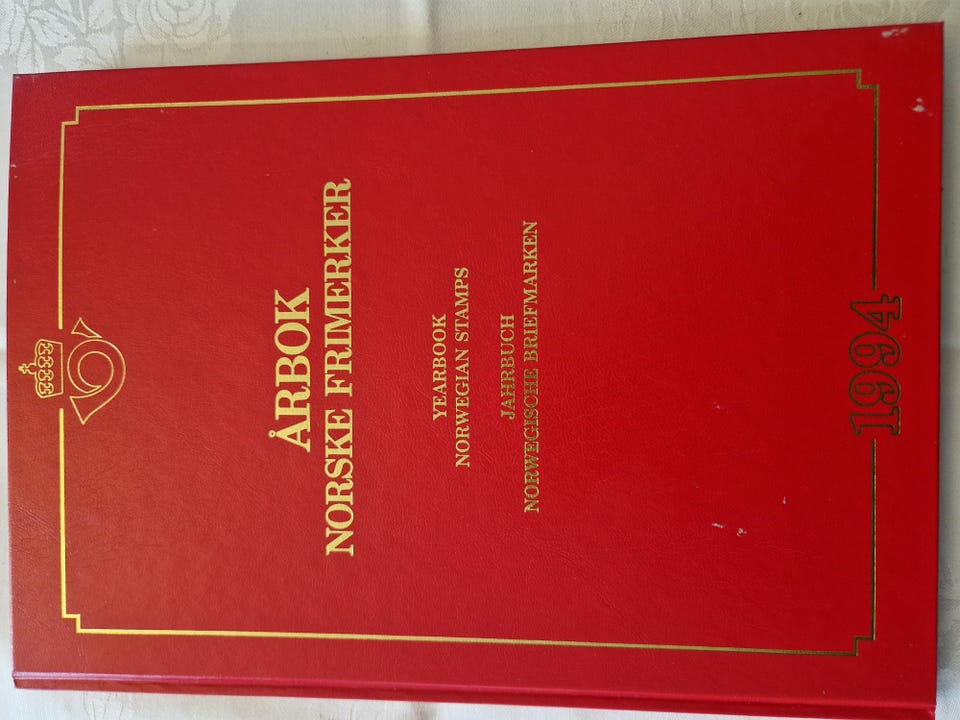 ÅRBOK
NORSKE FRIMERKER
YEARBOOK
NORWEGIAN STAMPS
JAHRBUCH
NORWEGISCHE BRIEFMARKEN
1994